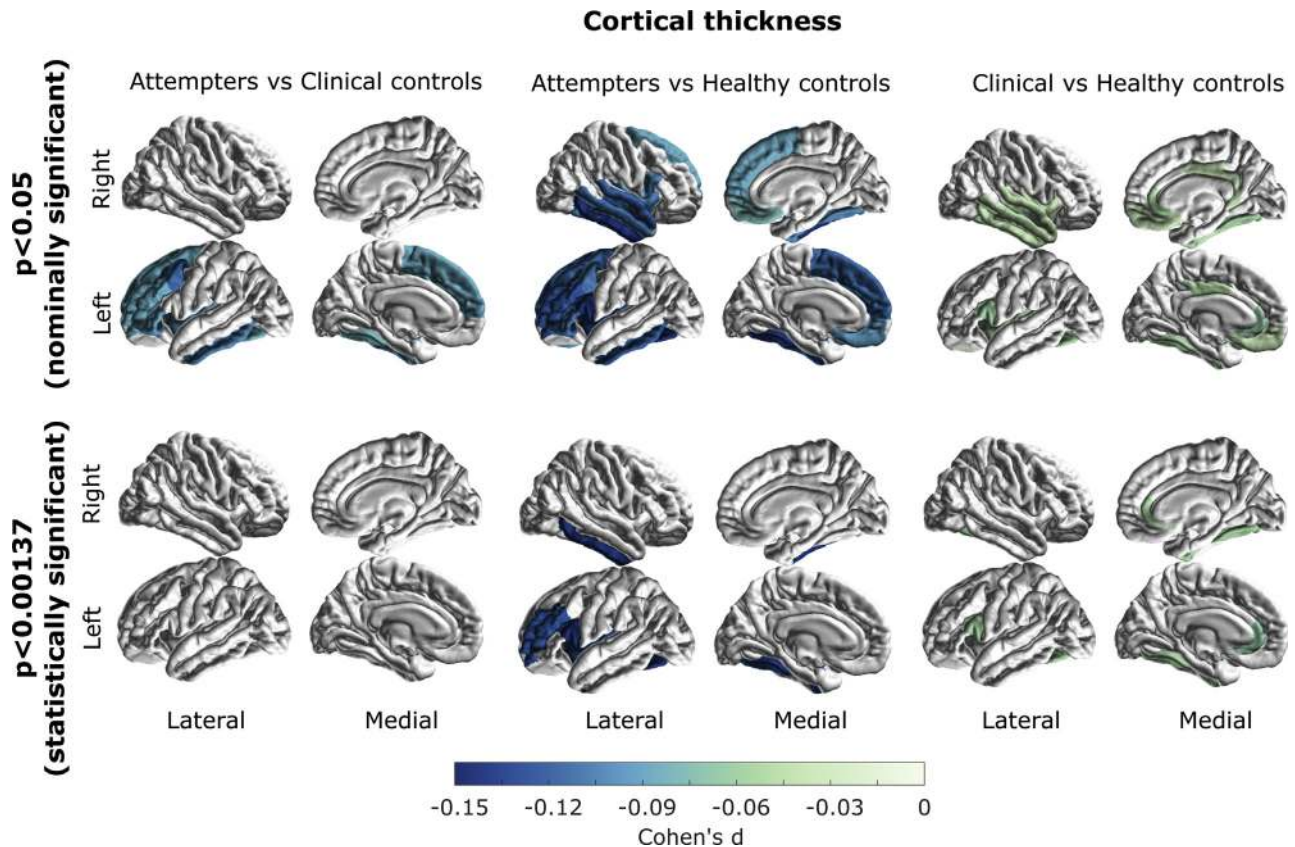 Cortical thickness
Attempters vs Clinical controls
Attempters vs Healthy controls
Clinical vs Healthy controls
p<0.05
(nominally significant)
Right
Left
p<0.00137
(statistically significant)
Right
Left
Lateral
Medial
Lateral
Medial
Lateral
Medial
-0.15
-0.12
-0.09
-0.06
-0.03
0
Cohen's d